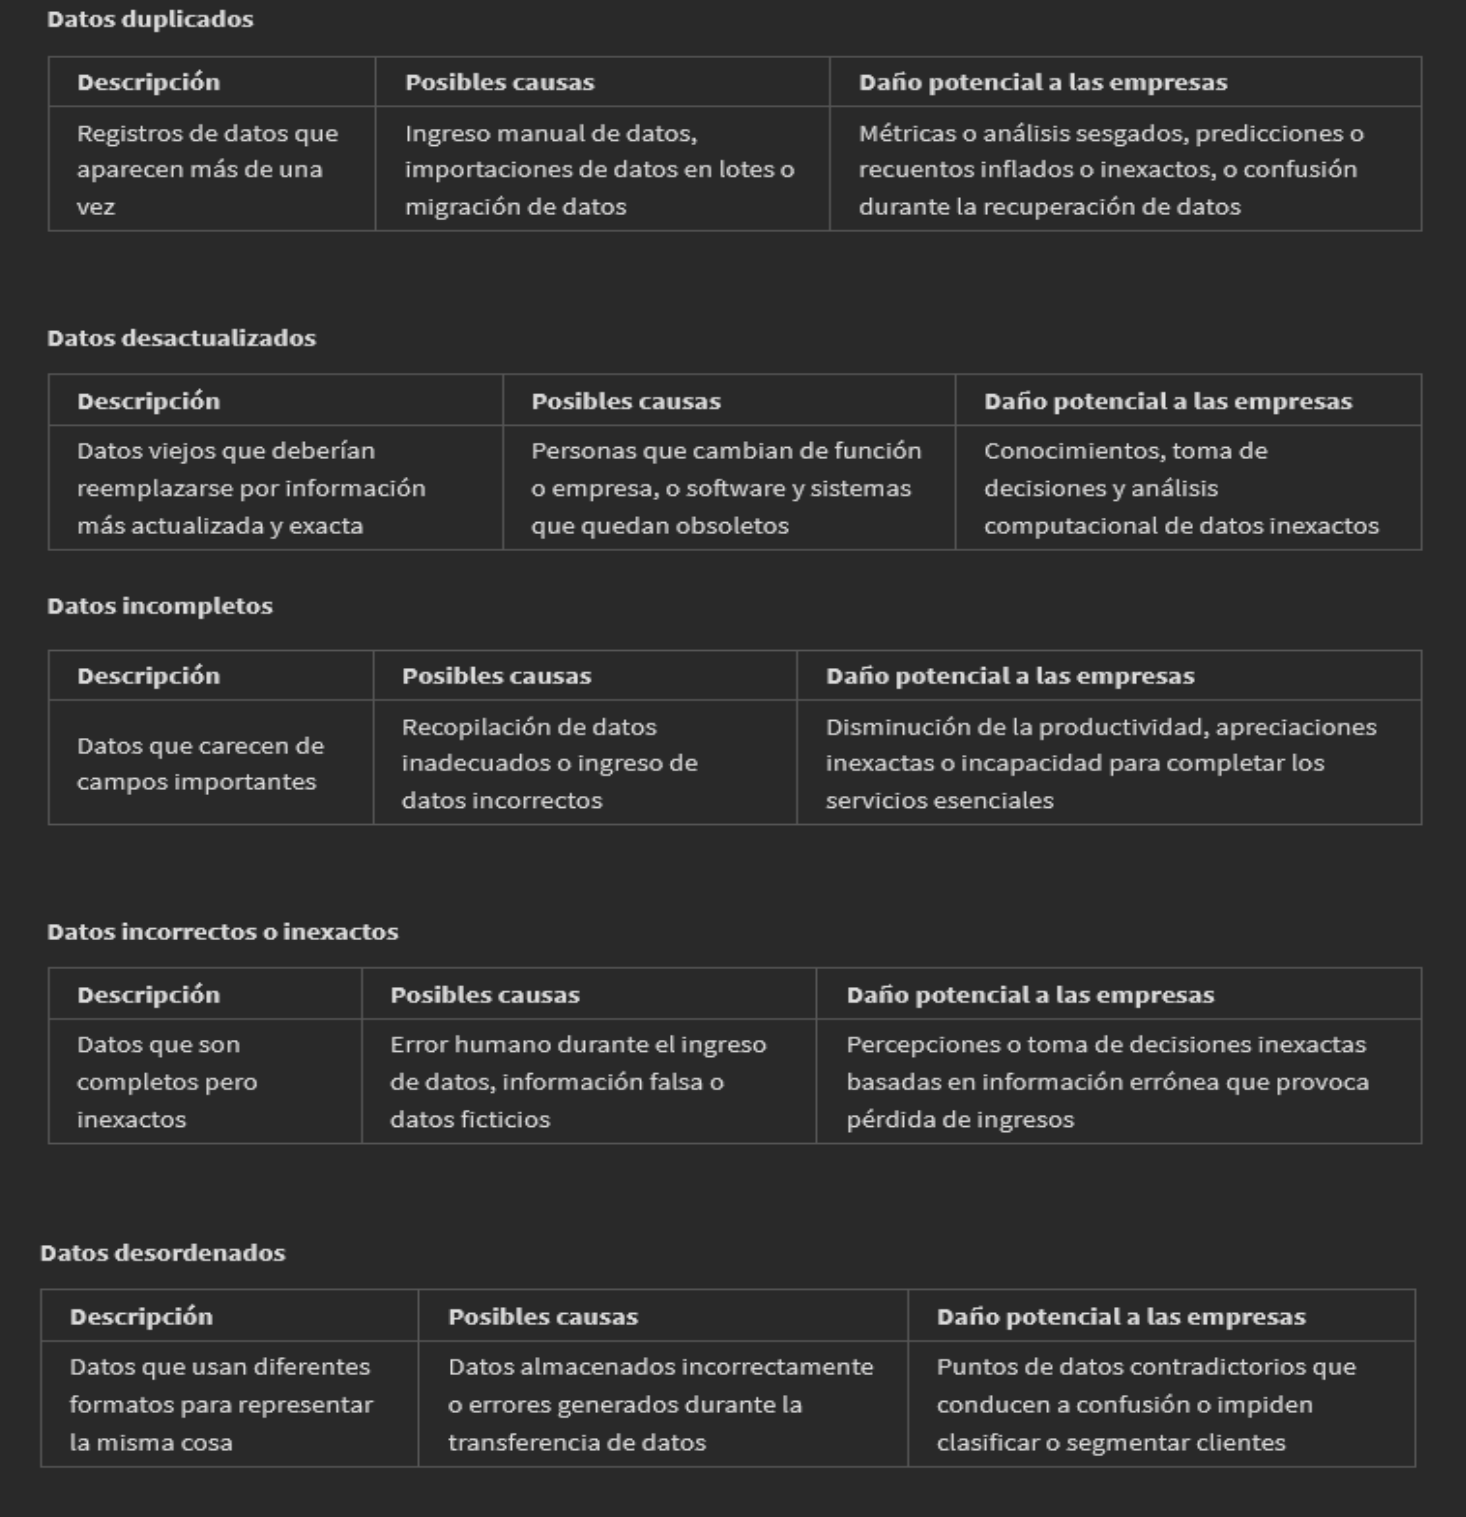 Datos duplicados
Descripción
Posibles causas
Daño potencial a las empresas
Registros de datos que
aparecen más de una
vez
Ingreso manual de datos,
importaciones de datos en lotes o
migración de datos
Métricas o análisis sesgados, predicciones o
recuentos inflados o inexactos, o confusión
durante la recuperación de datos
Datos desactualizados
Descripción
Posibles causas
Daño potencial a las empresas
Datos viejos que deberían
reemplazarse por información
más actualizada y exacta
Personas que cambian de función
o empresa, o software y sistemas
que quedan obsoletos
Conocimientos, toma de
decisiones y análisis
computacional de datos inexactos
Datos incompletos
Descripción
Posibles causas
Daño potencial a las empresas
Datos que carecen de
campos importantes
Recopilación de datos
inadecuados o ingreso de
datos incorrectos
Disminución de la productividad, apreciaciones
inexactas o incapacidad para completar los
servicios esenciales
Datos incorrectos o inexactos
Descripción
Posibles causas
Daño potencial a las empresas
Datos que son
completos pero
inexactos
Error humano durante el ingreso
de datos, información falsa o
datos ficticios
Percepciones o toma de decisiones inexactas
basadas en información errónea que provoca
pérdida de ingresos
Datos desordenados
Descripción
Posibles causas
Daño potencial a las empresas
Datos que usan diferentes
formatos para representar
la misma cosa
Datos almacenados incorrectamente
o errores generados durante la
transferencia de datos
Puntos de datos contradictorios que
conducen a confusión o impiden
clasificar o segmentar clientes